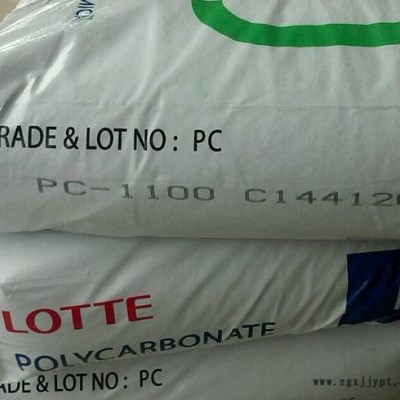 RADE & LOT NO : PC
PC-1100 C14412
LOTTE
POLYCARBONATE
ADE & LOT NO : PC
www.zgxjjypt.